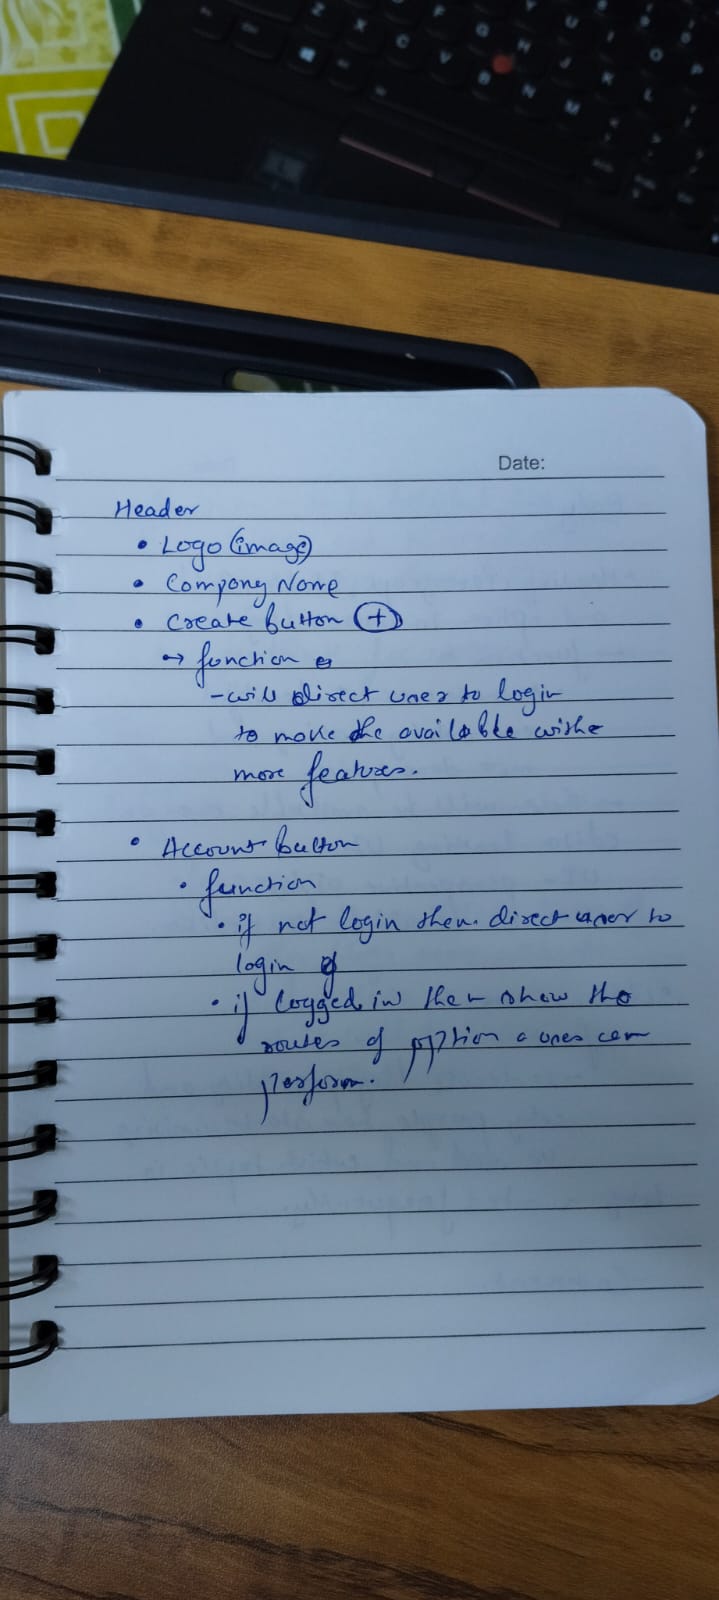 Date:
Header
• Logo (image)
• Company Name
• Create button (+)
→ function
- will direct user to login
to make the available
more features.
• Account button
• function
• if not login then. direct user to
login
• if logged in then show the
routes of option a user can
perform.